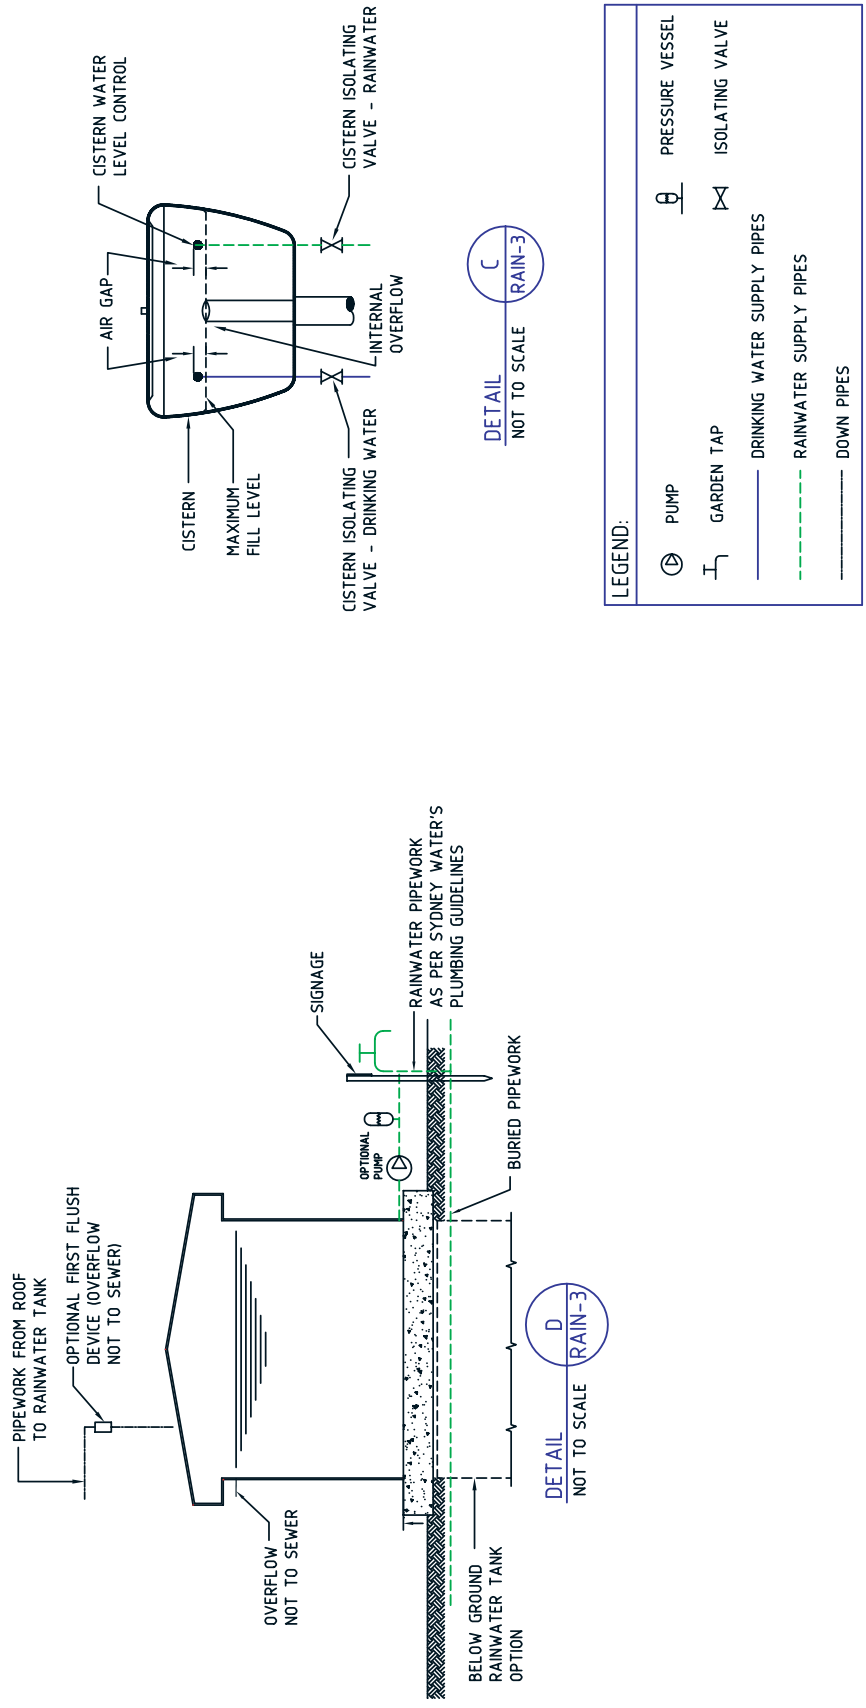 PIPEWORK FROM ROOF
TO RAINWATER TANK
OPTIONAL FIRST FLUSH
DEVICE (OVERFLOW
NOT TO SEWER)
OVERFLOW
NOT TO SEWER
SIGNAGE
OPTIONAL
PUMP
RAINWATER PIPEWORK
AS PER SYDNEY WATER'S
PLUMBING GUIDELINES
BELOW GROUND
RAINWATER TANK
OPTION
BURIED PIPEWORK
DETAIL
NOT TO SCALE
D
RAIN-3
CISTERN WATER
LEVEL CONTROL
AIR GAP
CISTERN
MAXIMUM
FILL LEVEL
CISTERN ISOLATING
VALVE - DRINKING WATER
INTERNAL
OVERFLOW
CISTERN ISOLATING
VALVE - RAINWATER
DETAIL
NOT TO SCALE
C
RAIN-3
LEGEND:
PUMP
PRESSURE VESSEL
GARDEN TAP
ISOLATING VALVE
DRINKING WATER SUPPLY PIPES
RAINWATER SUPPLY PIPES
DOWN PIPES